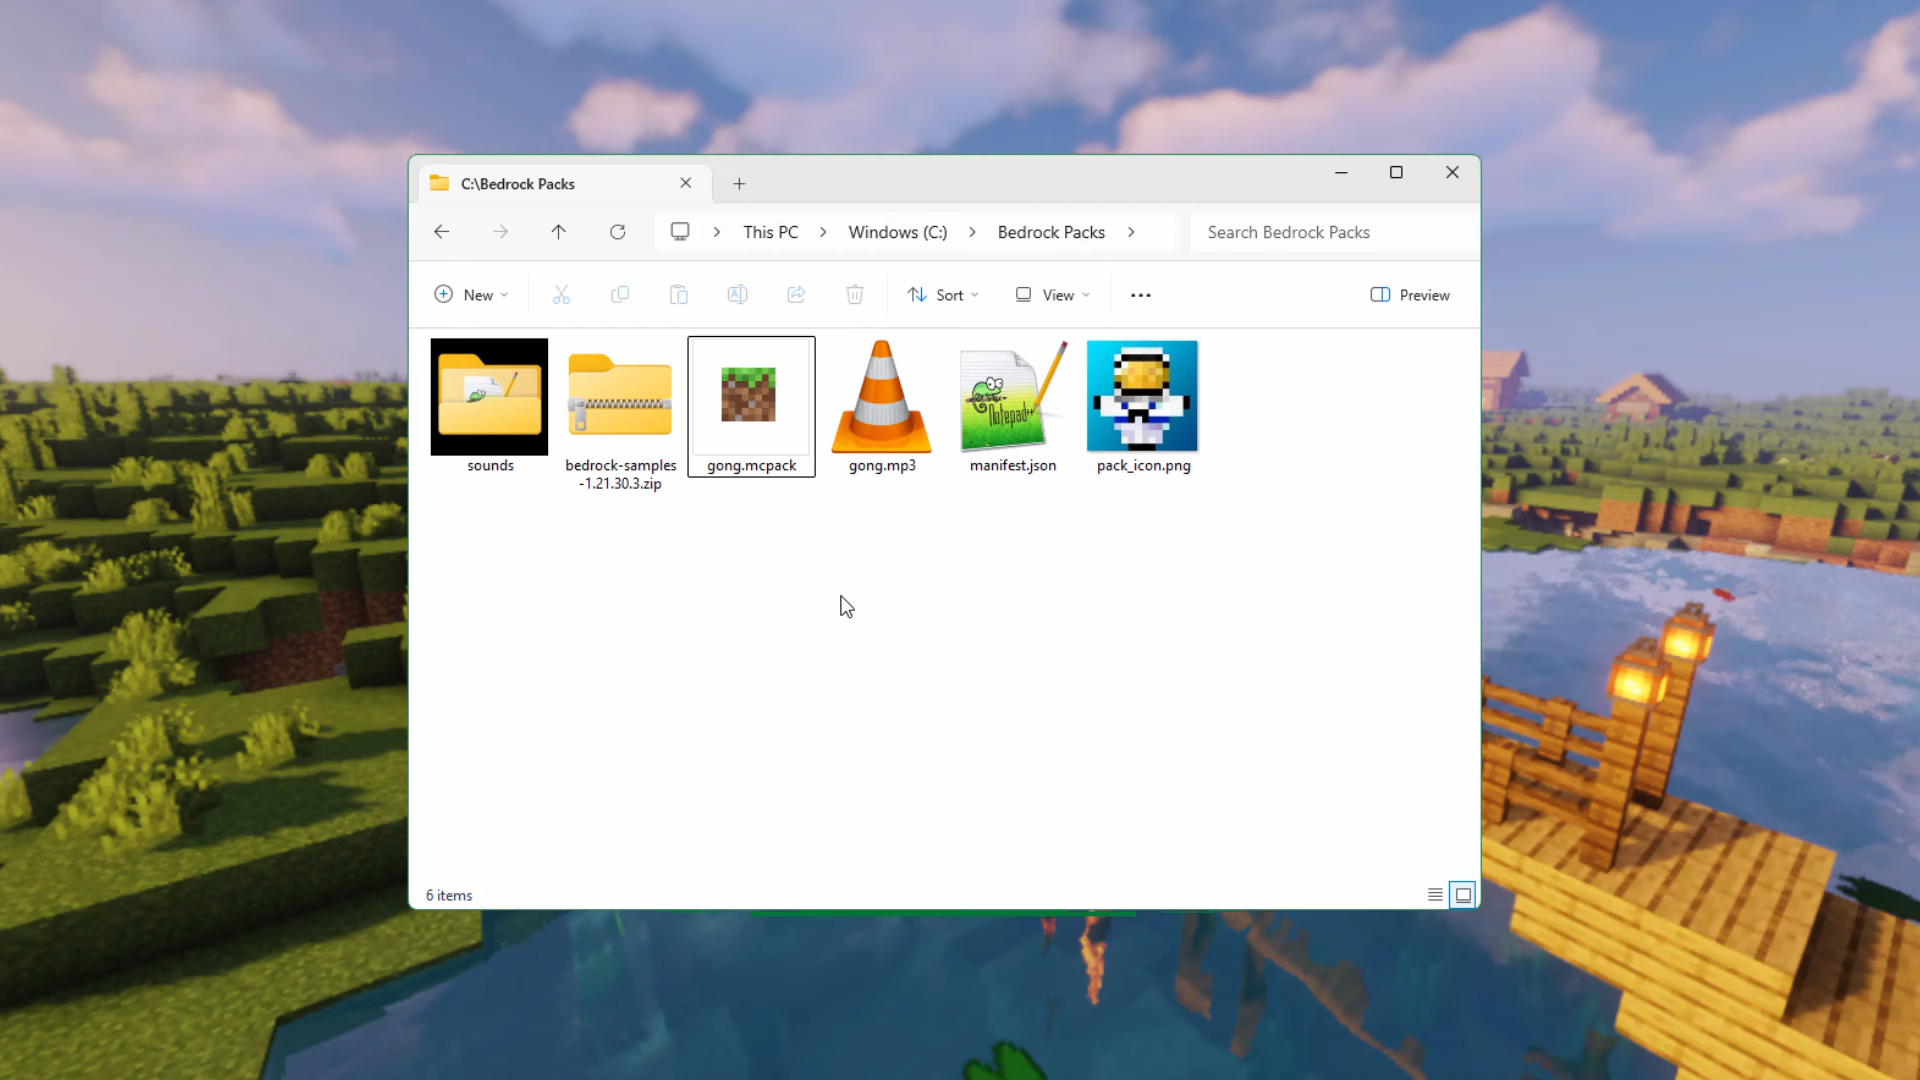 C:\Bedrock Packs
This PC
Windows (C:)
Bedrock Packs
Search Bedrock Packs
New
Sort
View
Preview
Notepad++
sounds
bedrock-samples
-1.21.30.3.zip
gong.mcpack
gong.mp3
manifest.json
pack_icon.png
6 items